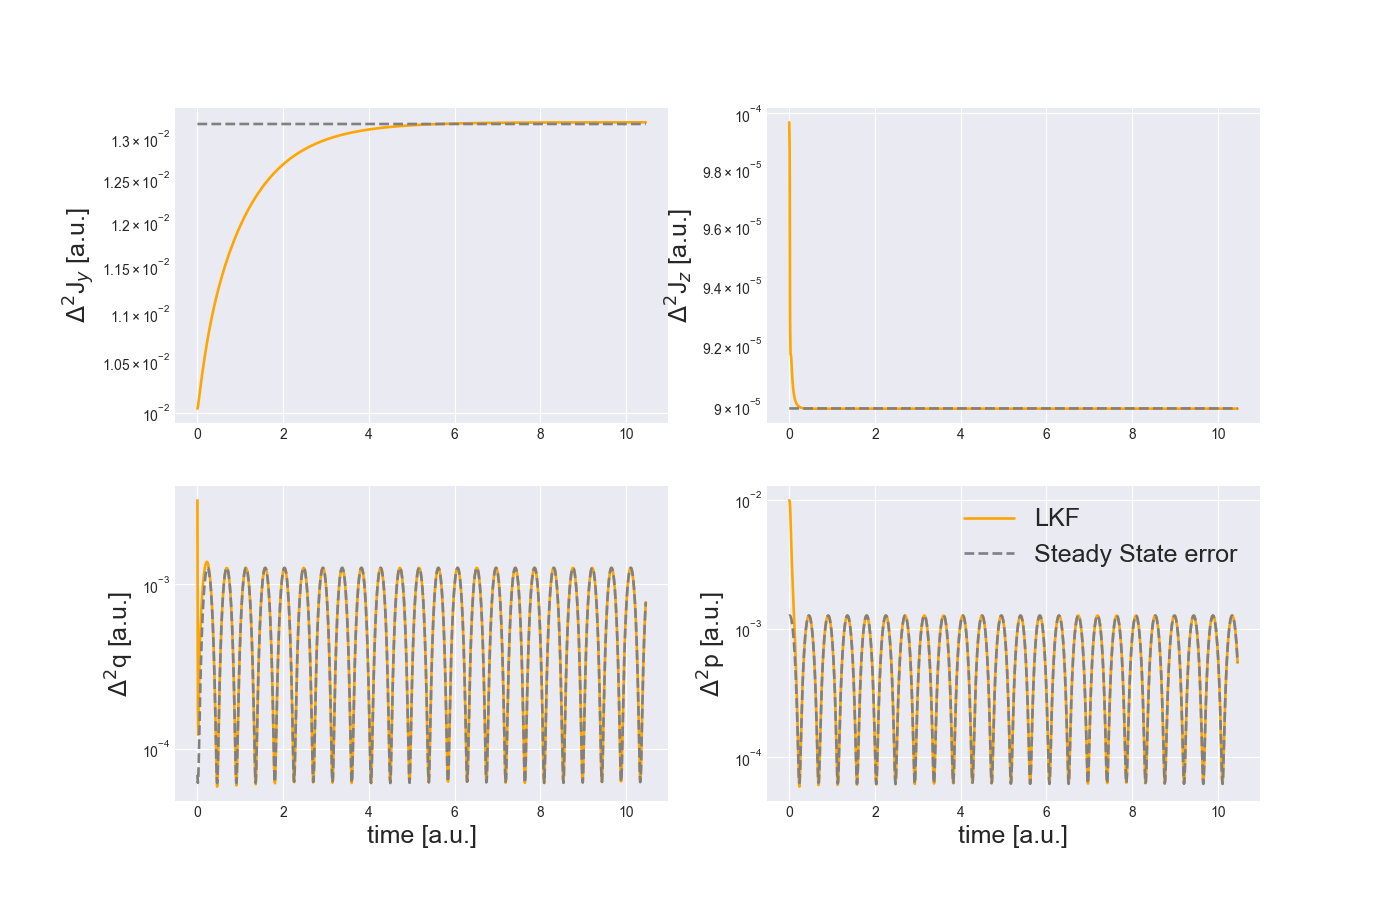 Δ²J_y [a.u.]
1.3 × 10⁻²
1.25 × 10⁻²
1.2 × 10⁻²
1.15 × 10⁻²
1.1 × 10⁻²
1.05 × 10⁻²
10⁻²
0 2 4 6 8 10
Δ²J_z [a.u.]
10⁻⁴
9.8 × 10⁻⁵
9.6 × 10⁻⁵
9.4 × 10⁻⁵
9.2 × 10⁻⁵
9 × 10⁻⁵
0 2 4 6 8 10
Δ²q [a.u.]
10⁻³
10⁻⁴
0 2 4 6 8 10
time [a.u.]
Δ²p [a.u.]
10⁻²
10⁻³
10⁻⁴
LKF
Steady State error
0 2 4 6 8 10
time [a.u.]